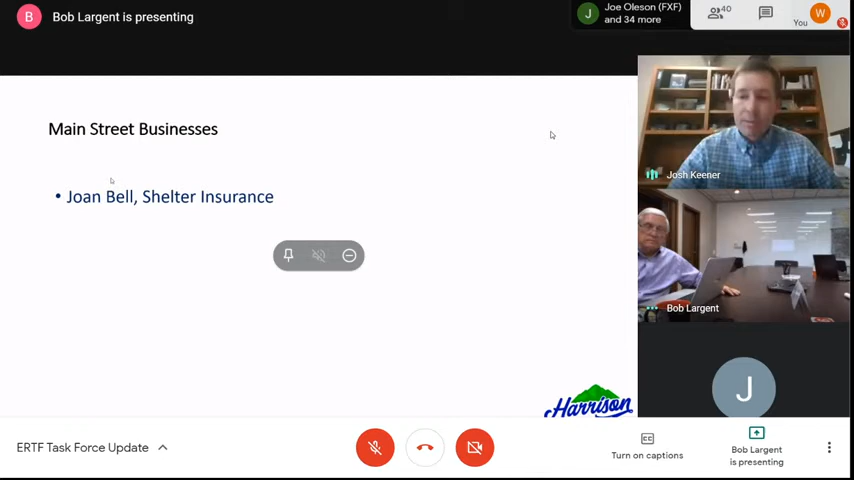 B
Bob Largent is presenting
J
Joe Oleson (FXF)
and 34 more
40
You
W
Main Street Businesses
• Joan Bell, Shelter Insurance
Josh Keener
Bob Largent
J
Harrison
ERTF Task Force Update
CC
Turn on captions
Bob Largent
is presenting